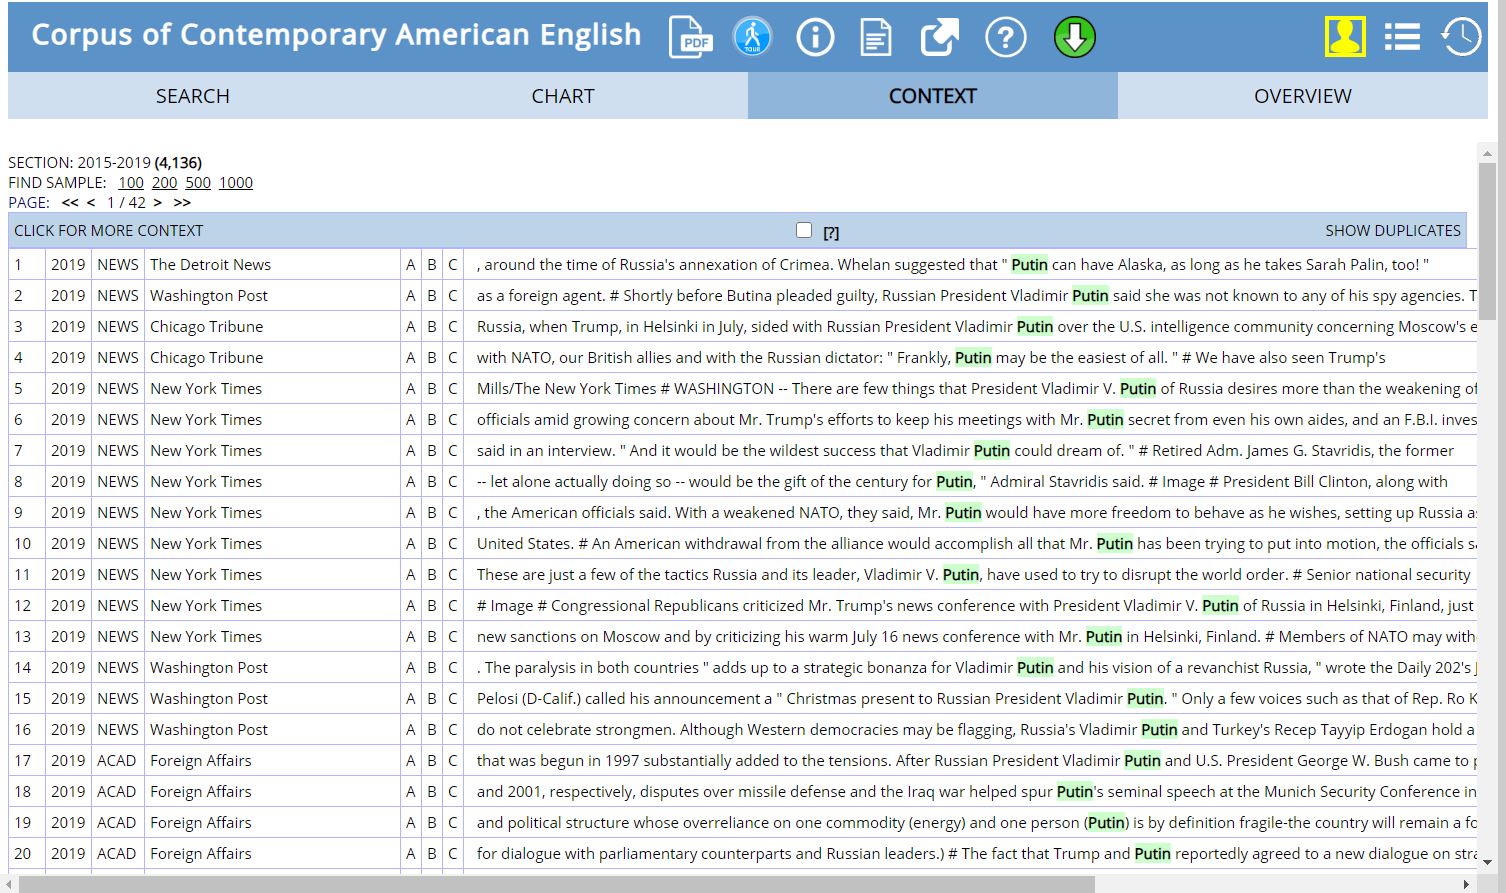 Corpus of Contemporary American English PDF TOUR
SEARCH CHART CONTEXT OVERVIEW
SECTION: 2015-2019 (4,136)
FIND SAMPLE: 100 200 500 1000
PAGE: << < 1 / 42 > >>
CLICK FOR MORE CONTEXT [?] SHOW DUPLICATES
1 2019 NEWS The Detroit News A B C , around the time of Russia's annexation of Crimea. Whelan suggested that " Putin can have Alaska, as long as he takes Sarah Palin, too! "
2 2019 NEWS Washington Post A B C as a foreign agent. # Shortly before Butina pleaded guilty, Russian President Vladimir Putin said she was not known to any of his spy agencies. T
3 2019 NEWS Chicago Tribune A B C Russia, when Trump, in Helsinki in July, sided with Russian President Vladimir Putin over the U.S. intelligence community concerning Moscow's e
4 2019 NEWS Chicago Tribune A B C with NATO, our British allies and with the Russian dictator: " Frankly, Putin may be the easiest of all. " # We have also seen Trump's
5 2019 NEWS New York Times A B C Mills/The New York Times # WASHINGTON -- There are few things that President Vladimir V. Putin of Russia desires more than the weakening of
6 2019 NEWS New York Times A B C officials amid growing concern about Mr. Trump's efforts to keep his meetings with Mr. Putin secret from even his own aides, and an F.B.I. inves
7 2019 NEWS New York Times A B C said in an interview. " And it would be the wildest success that Vladimir Putin could dream of. " # Retired Adm. James G. Stavridis, the former
8 2019 NEWS New York Times A B C -- let alone actually doing so -- would be the gift of the century for Putin, " Admiral Stavridis said. # Image # President Bill Clinton, along with
9 2019 NEWS New York Times A B C , the American officials said. With a weakened NATO, they said, Mr. Putin would have more freedom to behave as he wishes, setting up Russia a
10 2019 NEWS New York Times A B C United States. # An American withdrawal from the alliance would accomplish all that Mr. Putin has been trying to put into motion, the officials s
11 2019 NEWS New York Times A B C These are just a few of the tactics Russia and its leader, Vladimir V. Putin, have used to try to disrupt the world order. # Senior national security
12 2019 NEWS New York Times A B C # Image # Congressional Republicans criticized Mr. Trump's news conference with President Vladimir V. Putin of Russia in Helsinki, Finland, just
13 2019 NEWS New York Times A B C new sanctions on Moscow and by criticizing his warm July 16 news conference with Mr. Putin in Helsinki, Finland. # Members of NATO may with
14 2019 NEWS Washington Post A B C . The paralysis in both countries " adds up to a strategic bonanza for Vladimir Putin and his vision of a revanchist Russia, " wrote the Daily 202's J
15 2019 NEWS Washington Post A B C Pelosi (D-Calif.) called his announcement a " Christmas present to Russian President Vladimir Putin. " Only a few voices such as that of Rep. Ro K
16 2019 NEWS Washington Post A B C do not celebrate strongmen. Although Western democracies may be flagging, Russia's Vladimir Putin and Turkey's Recep Tayyip Erdogan hold a
17 2019 ACAD Foreign Affairs A B C that was begun in 1997 substantially added to the tensions. After Russian President Vladimir Putin and U.S. President George W. Bush came to p
18 2019 ACAD Foreign Affairs A B C and 2001, respectively, disputes over missile defense and the Iraq war helped spur Putin's seminal speech at the Munich Security Conference in
19 2019 ACAD Foreign Affairs A B C and political structure whose overreliance on one commodity (energy) and one person (Putin) is by definition fragile-the country will remain a fo
20 2019 ACAD Foreign Affairs A B C for dialogue with parliamentary counterparts and Russian leaders.) # The fact that Trump and Putin reportedly agreed to a new dialogue on stra